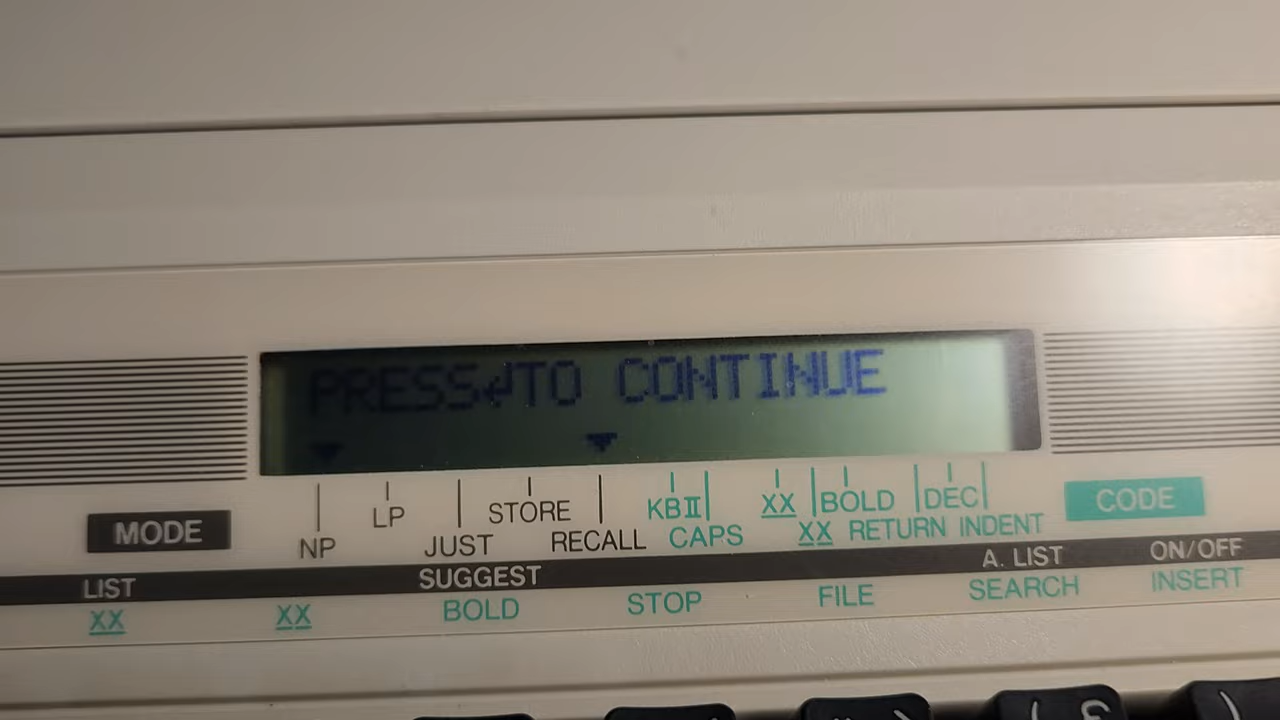 PRESS↲TO CONTINUE
LP STORE KBⅡ XX BOLD DEC CODE
MODE NP JUST RECALL CAPS XX RETURN INDENT
LIST SUGGEST A. LIST ON/OFF
XX XX BOLD STOP FILE SEARCH INSERT